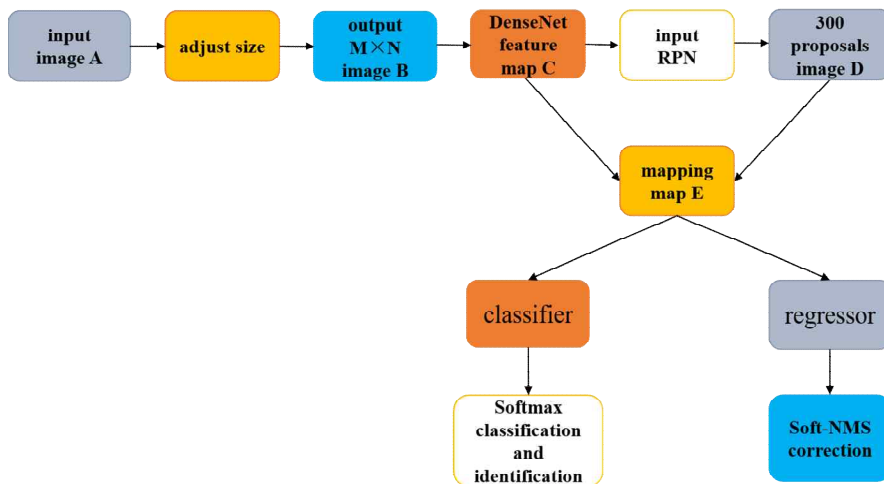 input
image A
adjust size
output
M×N
image B
DenseNet
feature
map C
input
RPN
300
proposals
image D
mapping
map E
classifier
regressor
Softmax
classification
and
identification
Soft-NMS
correction